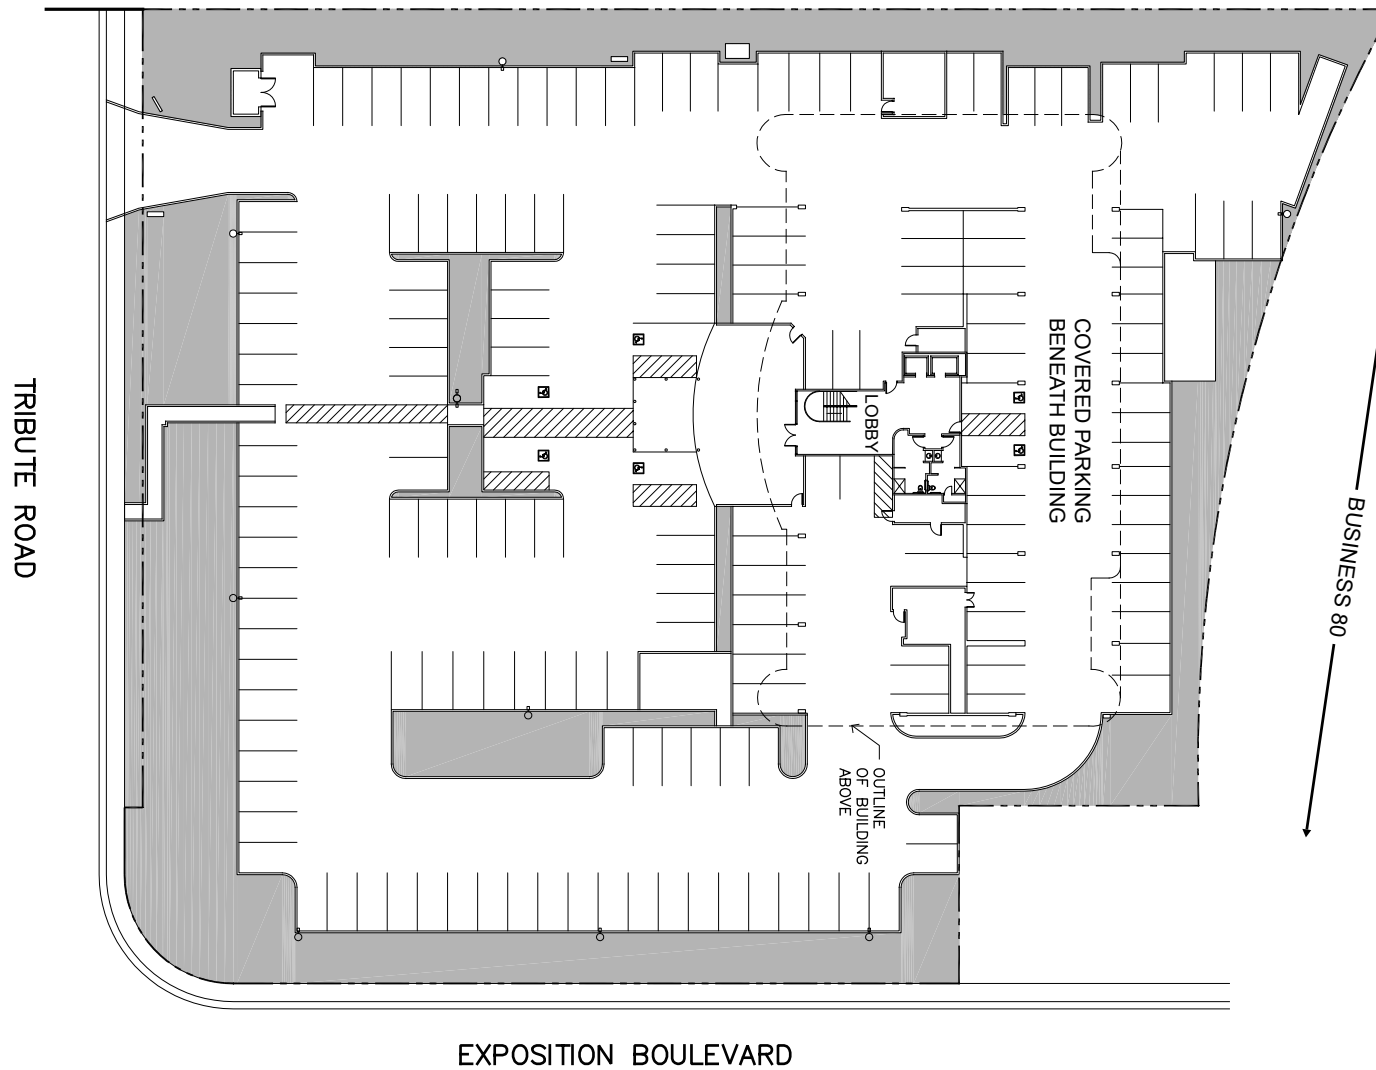 COVERED PARKING
BENEATH BUILDING
LOBBY
TRIBUTE ROAD
BUSINESS 80
OUTLINE
OF BUILDING
ABOVE
EXPOSITION BOULEVARD